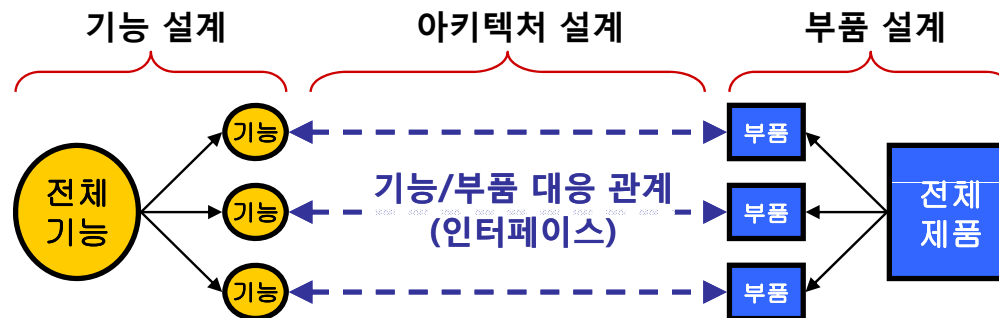 기능 설계
아키텍처 설계
부품 설계
기능
부품
전체
기능
기능
기능/부품 대응 관계
(인터페이스)
부품
전체
제품
기능
부품